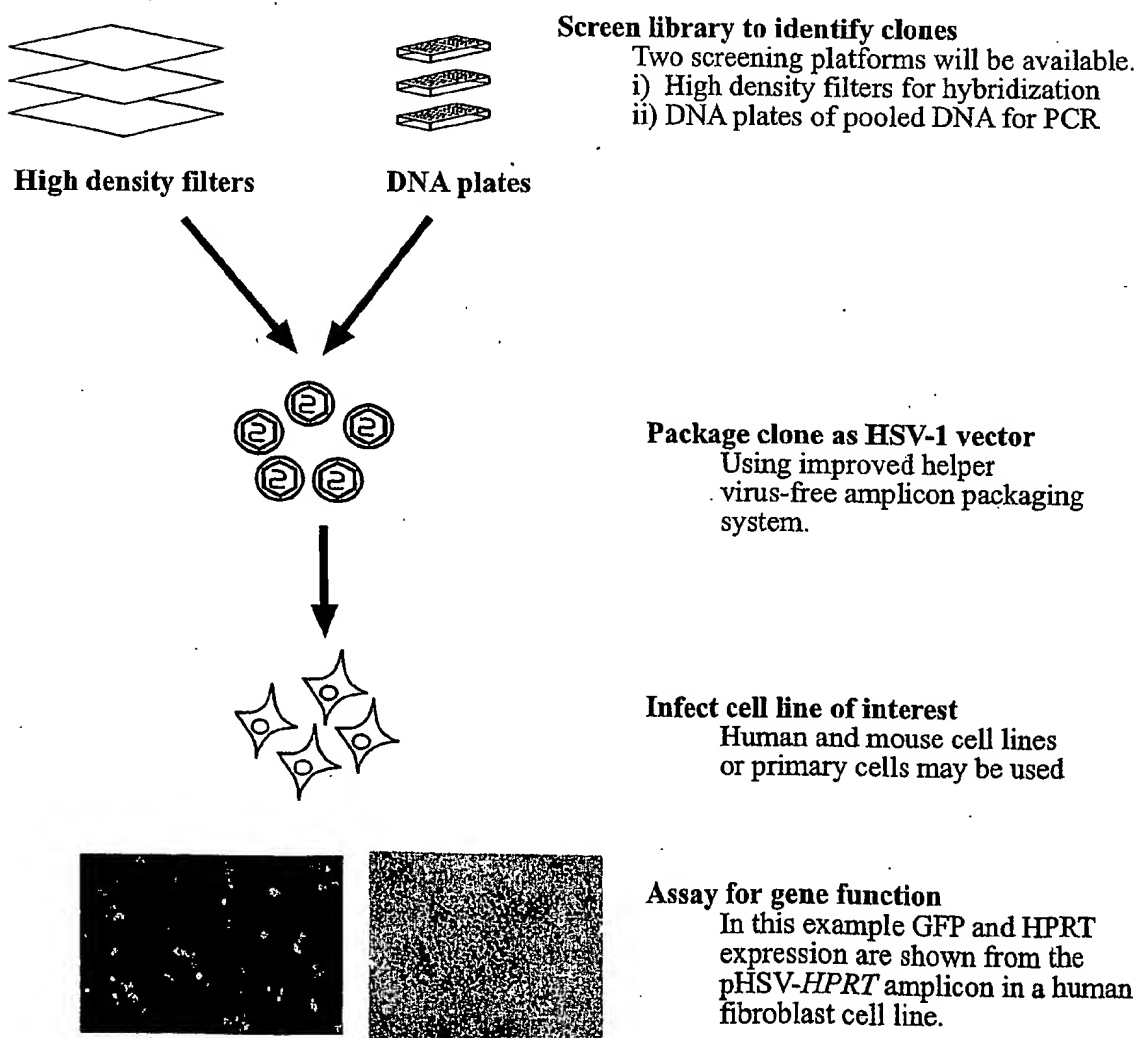 Screen library to identify clones
Two screening platforms will be available.
i) High density filters for hybridization
ii) DNA plates of pooled DNA for PCR
High density filters
DNA plates
Package clone as HSV-1 vector
Using improved helper
virus-free amplicon packaging
system.
Infect cell line of interest
Human and mouse cell lines
or primary cells may be used
Assay for gene function
In this example GFP and HPRT
expression are shown from the
pHSV-HPRT amplicon in a human
fibroblast cell line.